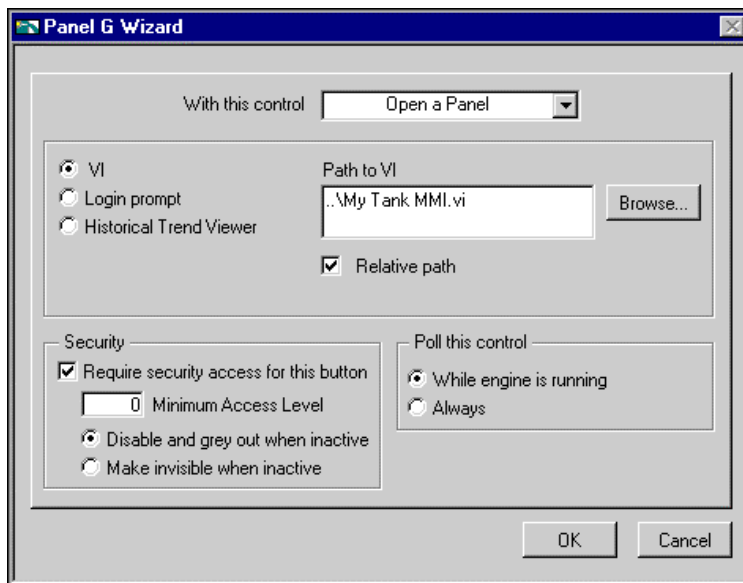 Panel G Wizard
With this control Open a Panel
VI
Login prompt
Historical Trend Viewer
Path to VI
..\My Tank MMI.vi
Browse...
Relative path
Security
Require security access for this button
0 Minimum Access Level
Disable and grey out when inactive
Make invisible when inactive
Poll this control
While engine is running
Always
OK Cancel